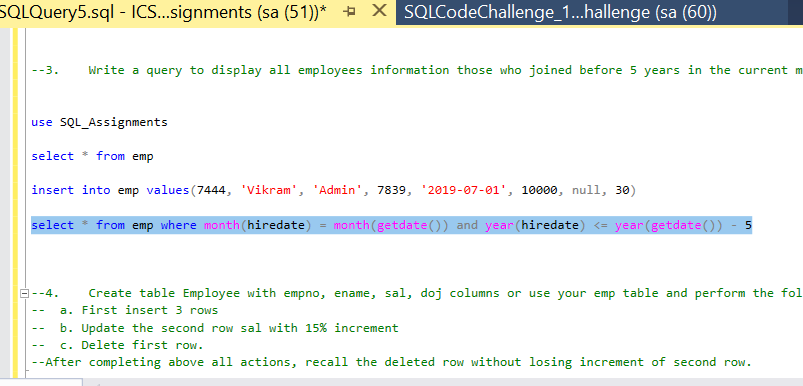 SQLQuery5.sql - ICS...signments (sa (51))* SQLCodeChallenge_1...hallenge (sa (60))
--3. Write a query to display all employees information those who joined before 5 years in the current m
use SQL_Assignments
select * from emp
insert into emp values(7444, 'Vikram', 'Admin', 7839, '2019-07-01', 10000, null, 30)
select * from emp where month(hiredate) = month(getdate()) and year(hiredate) <= year(getdate()) - 5
--4. Create table Employee with empno, ename, sal, doj columns or use your emp table and perform the fol
-- a. First insert 3 rows
-- b. Update the second row sal with 15% increment
-- c. Delete first row.
--After completing above all actions, recall the deleted row without losing increment of second row.